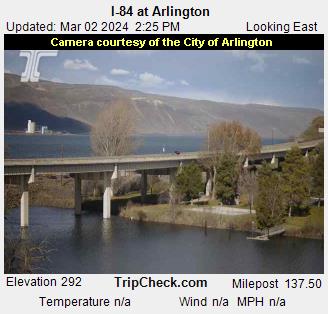 I-84 at Arlington
Updated: Mar 02 2024 2:25 PM Looking East
Camera courtesy of the City of Arlington
Elevation 292 TripCheck.com Milepost 137.50
Temperature n/a Wind n/a MPH n/a